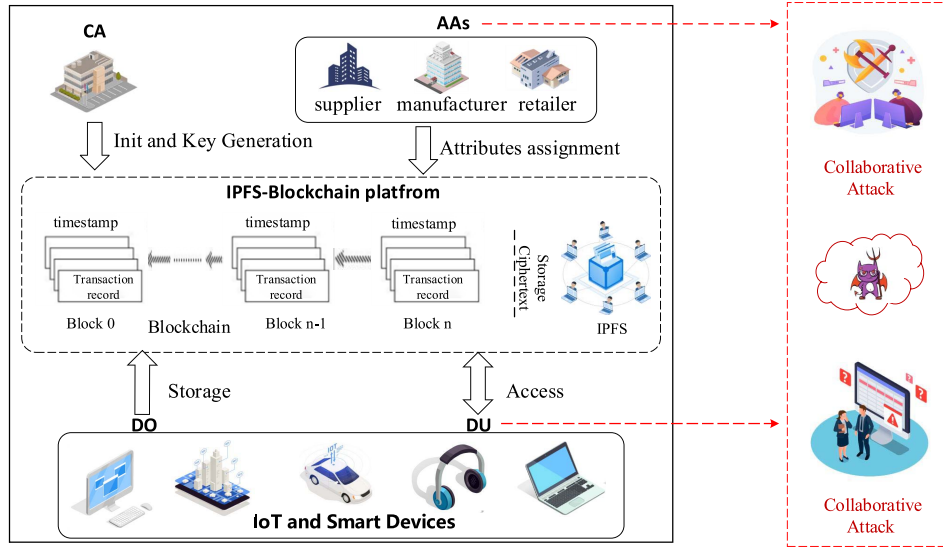 CA
AAs
supplier manufacturer retailer
Init and Key Generation
Attributes assignment
IPFS-Blockchain platfrom
timestamp
timestamp
timestamp
Transaction
record
Transaction
record
Transaction
record
Block 0
Blockchain
Block n-1
Block n
Storage
Ciphertext
IPFS
Storage
Access
DO
DU
IOT
IoT and Smart Devices
Collaborative
Attack
Collaborative
Attack